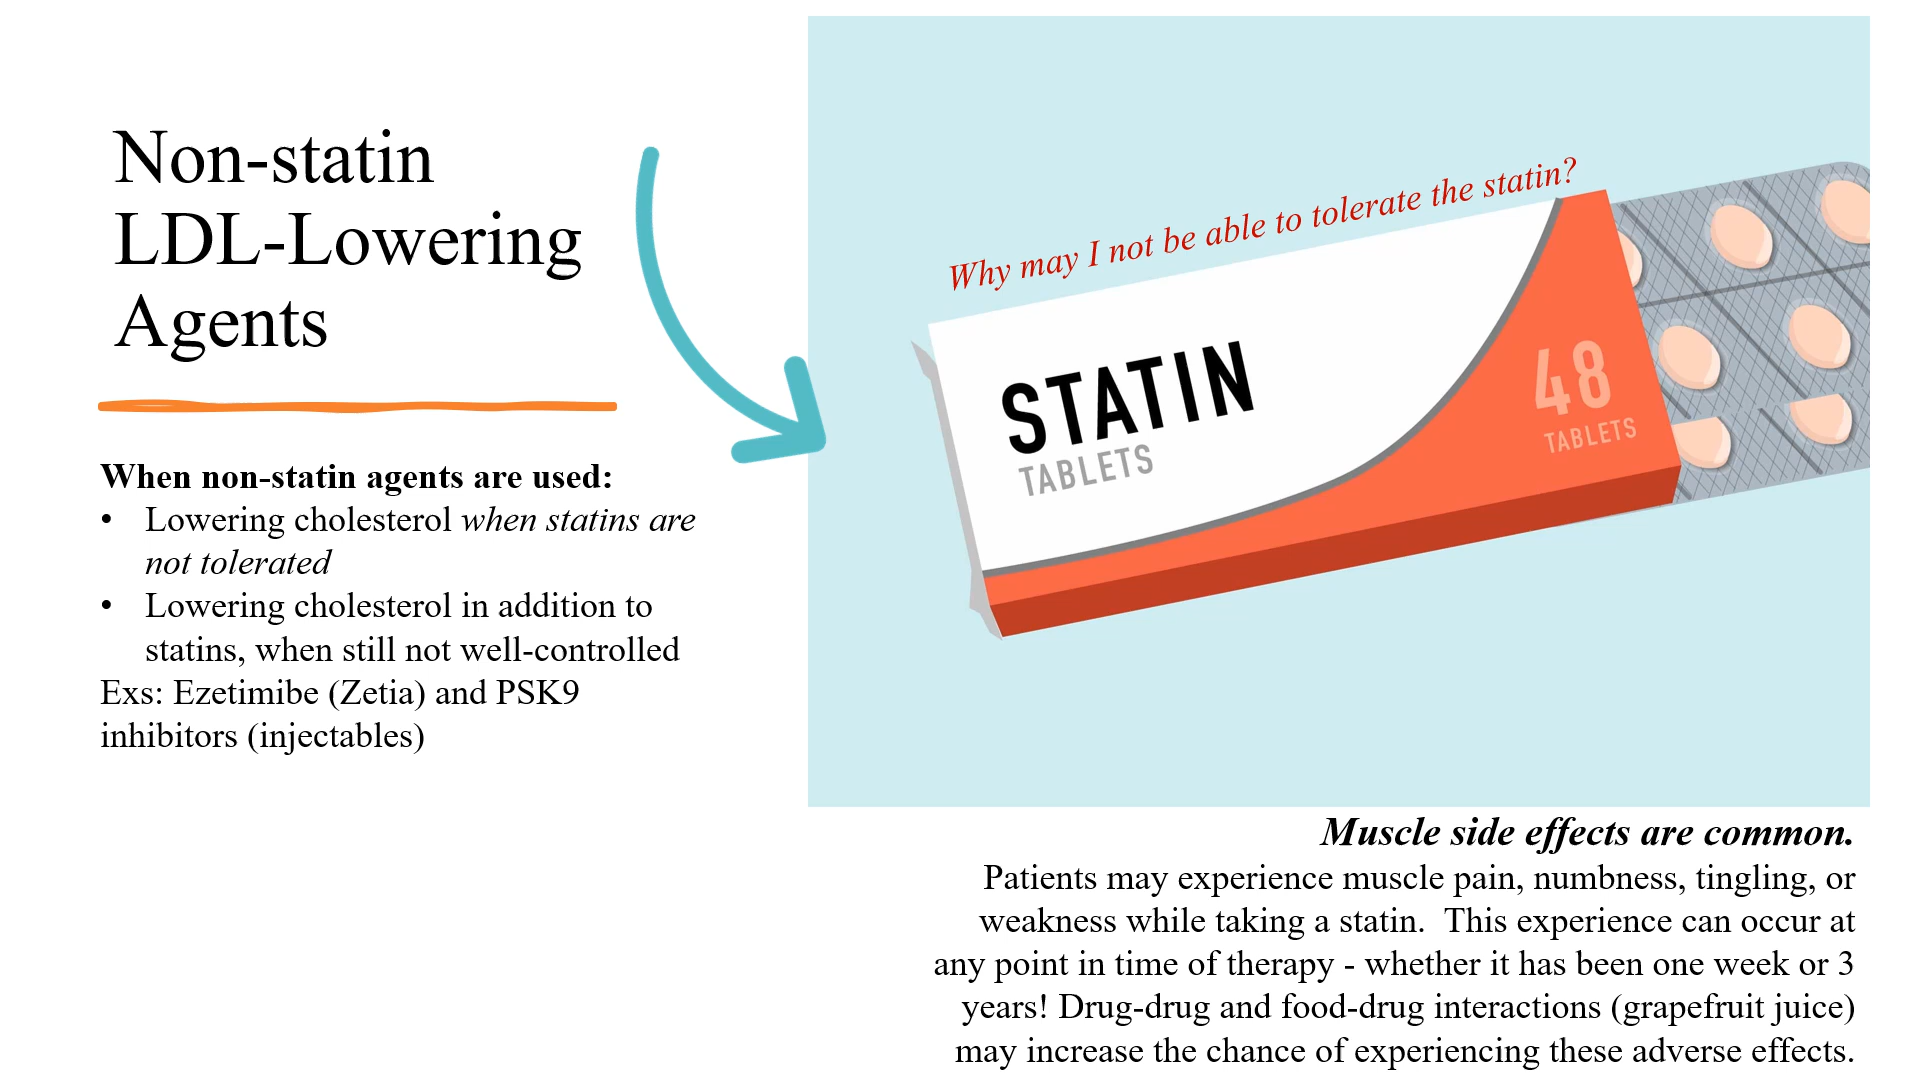 Non-statin
LDL-Lowering
Agents
When non-statin agents are used:
• Lowering cholesterol when statins are
not tolerated
• Lowering cholesterol in addition to
statins, when still not well-controlled
Exs: Ezetimibe (Zetia) and PSK9
inhibitors (injectables)
Why may I not be able to tolerate the statin?
STATIN
TABLETS
48
TABLETS
Muscle side effects are common.
Patients may experience muscle pain, numbness, tingling, or
weakness while taking a statin.  This experience can occur at
any point in time of therapy - whether it has been one week or 3
years! Drug-drug and food-drug interactions (grapefruit juice)
may increase the chance of experiencing these adverse effects.